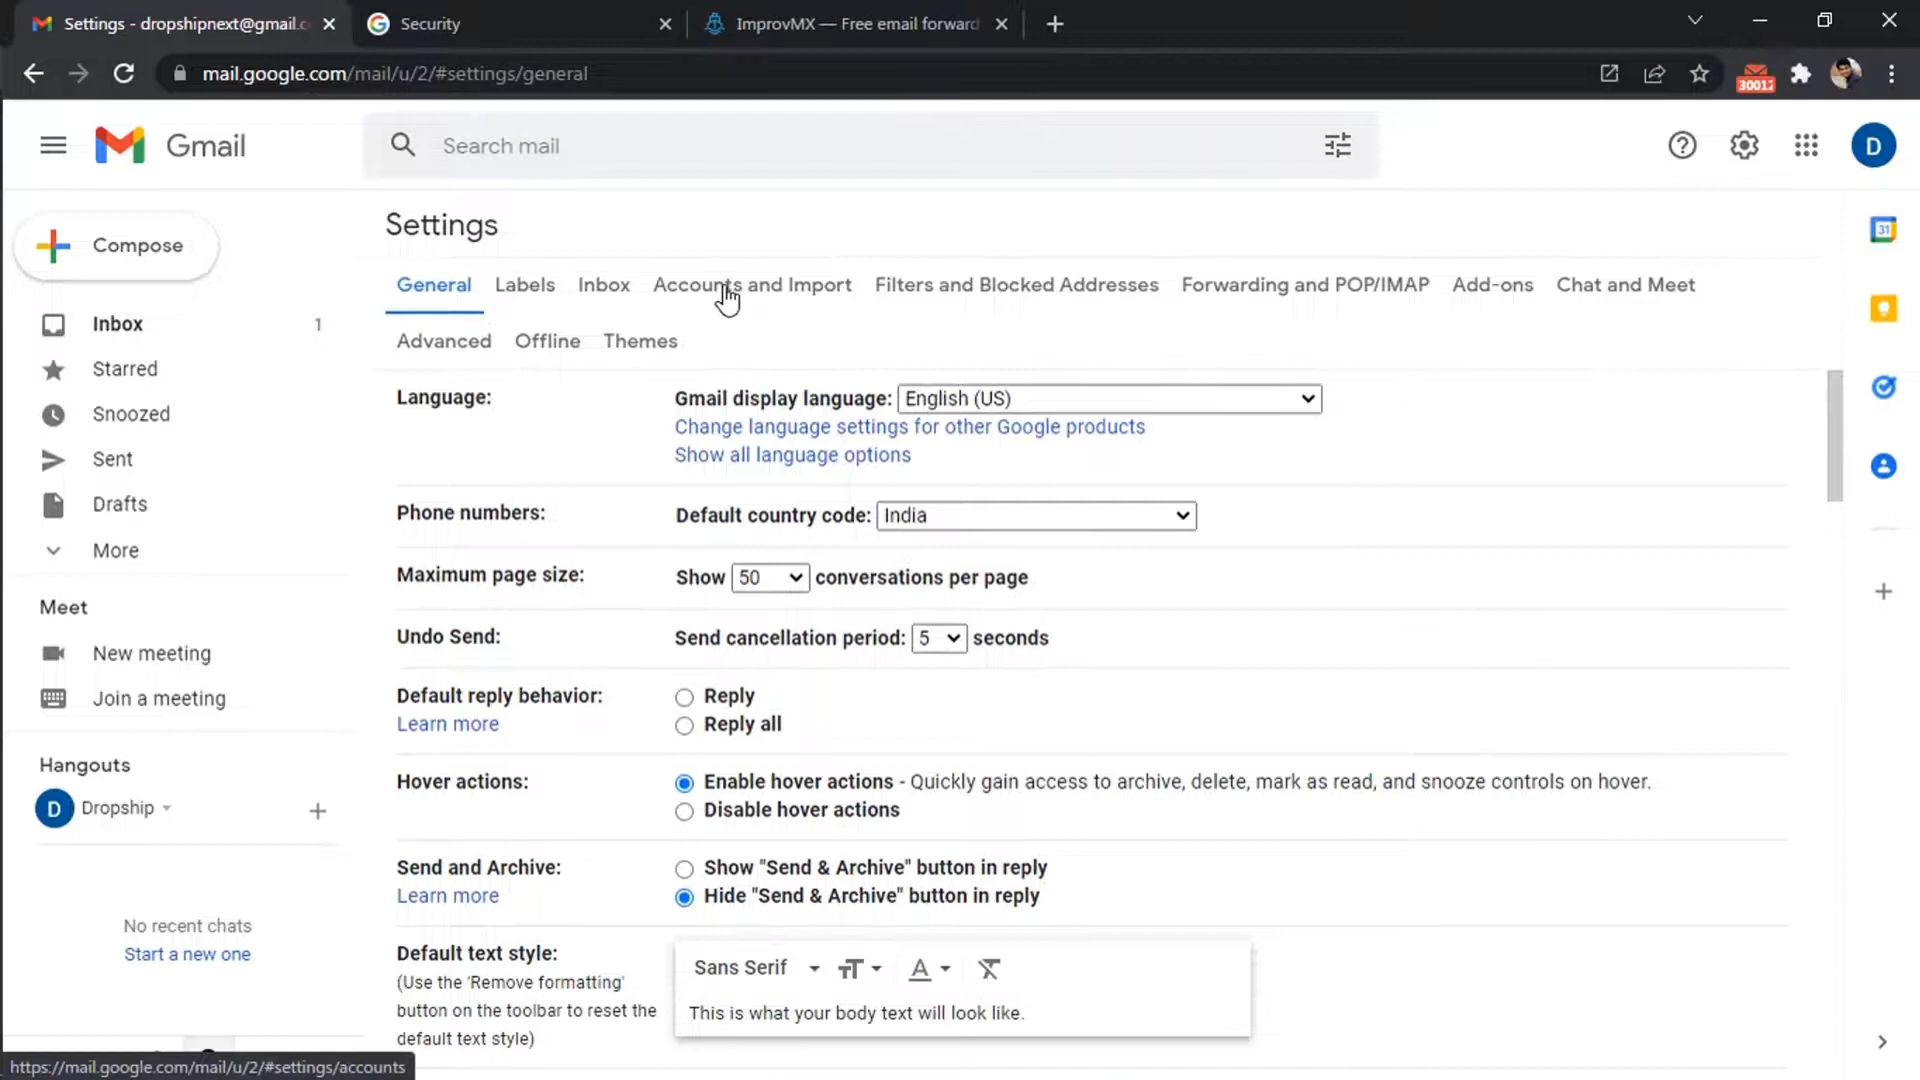 Settings - dropshipnext@gmail.c
Security
ImprovMX — Free email forward
mail.google.com/mail/u/2/#settings/general
30012
Gmail
Search mail
D
Compose
Settings
General
Labels
Inbox
Accounts and Import
Filters and Blocked Addresses
Forwarding and POP/IMAP
Add-ons
Chat and Meet
Advanced
Offline
Themes
31
Inbox
1
Starred
Snoozed
Sent
Drafts
More
Meet
New meeting
Join a meeting
Hangouts
D
Dropship
No recent chats
Start a new one
Language:
Gmail display language: English (US)
Change language settings for other Google products
Show all language options
Phone numbers:
Default country code: India
Maximum page size:
Show 50 conversations per page
Undo Send:
Send cancellation period: 5 seconds
Default reply behavior:
Learn more
Reply
Reply all
Hover actions:
Enable hover actions - Quickly gain access to archive, delete, mark as read, and snooze controls on hover.
Disable hover actions
Send and Archive:
Learn more
Show "Send & Archive" button in reply
Hide "Send & Archive" button in reply
Default text style:
(Use the 'Remove formatting'
button on the toolbar to reset the
default text style)
Sans Serif
This is what your body text will look like.
https://mail.google.com/mail/u/2/#settings/accounts